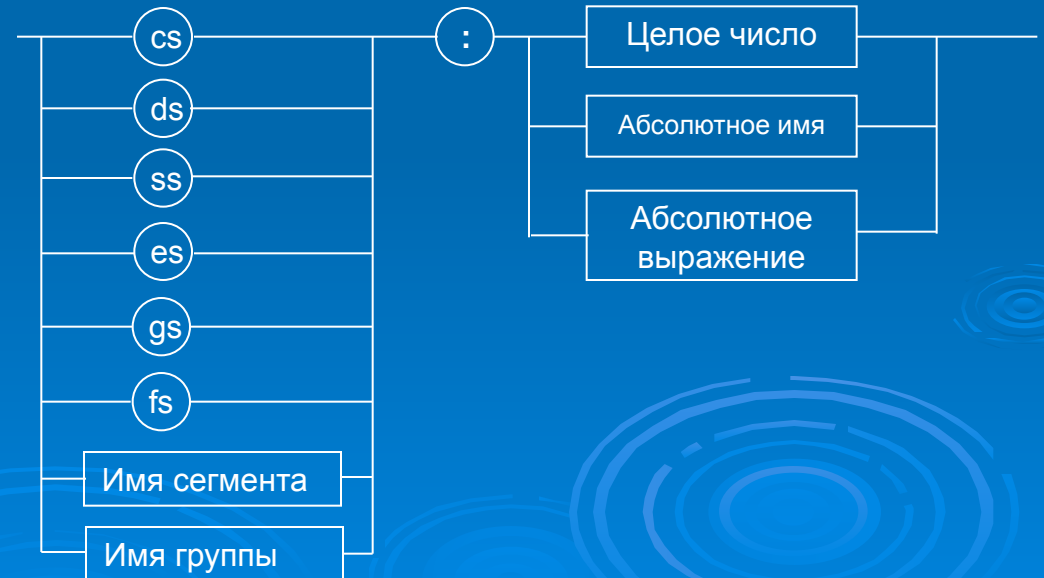 cs
:
Целое число
ds
Абсолютное имя
ss
Абсолютное
выражение
es
gs
fs
Имя сегмента
Имя группы